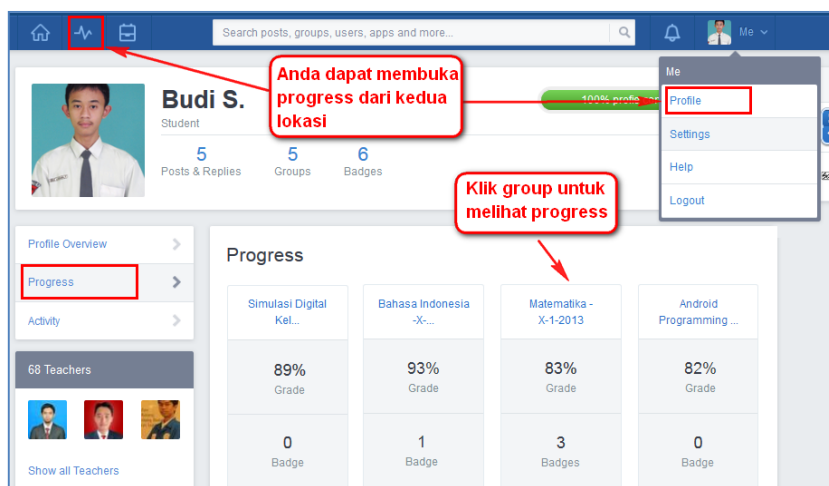 Search posts, groups, users, apps and more...
Me
Anda dapat membuka
progress dari kedua
lokasi
Me
Profile
Settings
Help
Logout
Budi S.
Student
100%
5
Posts & Replies
5
Groups
6
Badges
Klik group untuk
melihat progress
Profile Overview
Progress
Activity
68 Teachers
Show all Teachers
Progress
Simulasi Digital
Kel...
89%
Grade
0
Badge
Bahasa Indonesia
-X-...
93%
Grade
1
Badge
Matematika -
X-1-2013
83%
Grade
3
Badges
Android
Programming ...
82%
Grade
0
Badge